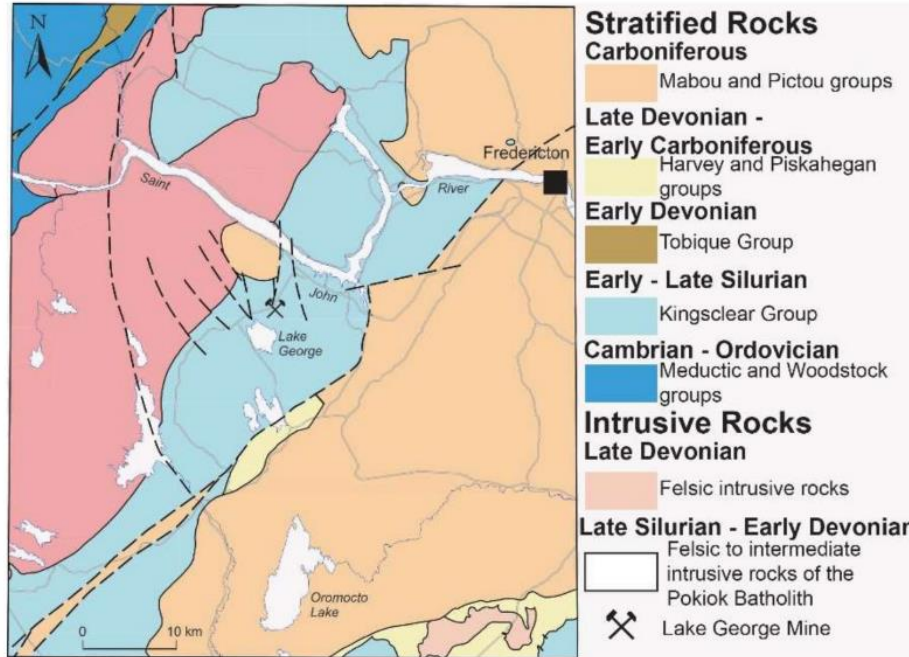 N
Saint
John
River
Fredericton
Lake
George
Oromocto
Lake
0 10 km
Stratified Rocks
Carboniferous
Mabou and Pictou groups
Late Devonian -
Early Carboniferous
Harvey and Piskahegan
groups
Early Devonian
Tobique Group
Early - Late Silurian
Kingsclear Group
Cambrian - Ordovician
Meductic and Woodstock
groups
Intrusive Rocks
Late Devonian
Felsic intrusive rocks
Late Silurian - Early Devonian
Felsic to intermediate
intrusive rocks of the
Pokiok Batholith
Lake George Mine